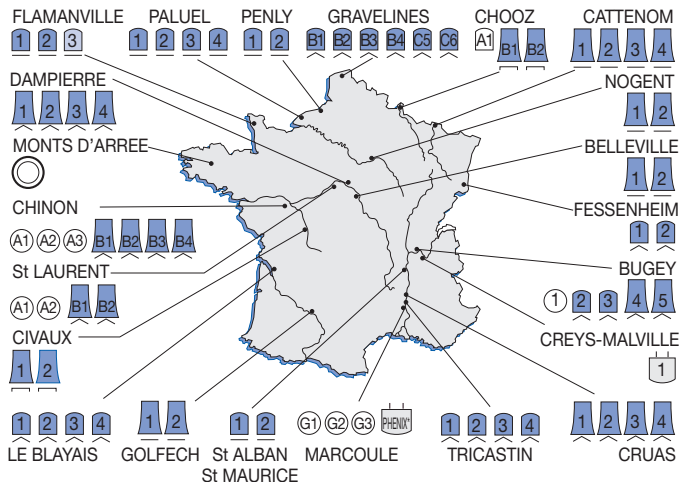 FLAMANVILLE PALUEL PENLY GRAVELINES CHOOZ CATTENOM
1 2 3 1 2 3 4 1 2 B1 B2 B3 B4 C5 C6 A1 B1 B2 1 2 3 4
DAMPIERRE NOGENT
1 2 3 4 1 2
MONTS D'ARREE BELLEVILLE
1 2
CHINON FESSENHEIM
A1 A2 A3 B1 B2 B3 B4 1 2
St LAURENT BUGEY
A1 A2 B1 B2 1 2 3 4 5
CIVAUX CREYS-MALVILLE
1 2 1
1 2 3 4 1 2 1 2 G1 G2 G3 PHENIX* 1 2 3 4 1 2 3 4
LE BLAYAIS GOLFECH St ALBAN MARCOULE TRICASTIN CRUAS
St MAURICE